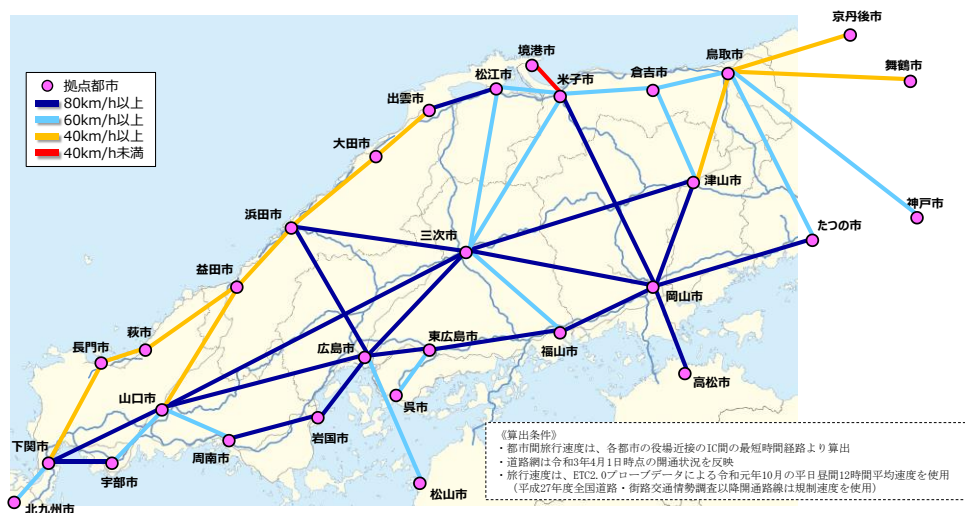 京丹後市
境港市
鳥取市
舞鶴市
松江市
米子市
倉吉市
拠点都市
80km/h以上
60km/h以上
40km/h以上
40km/h未満
出雲市
大田市
津山市
神戸市
浜田市
三次市
たつの市
益田市
岡山市
萩市
長門市
広島市
東広島市
福山市
高松市
山口市
呉市
岩国市
下関市
周南市
宇部市
松山市
北九州市
《算出条件》
・都市間旅行速度は、各都市の役場近接のIC間の最短時間経路より算出
・道路網は令和3年4月1日時点の開通状況を反映
・旅行速度は、ETC2.0プローブデータによる令和元年10月の平日昼間12時間平均速度を使用
（平成27年度全国道路・街路交通情勢調査以降開通路線は規制速度を使用）